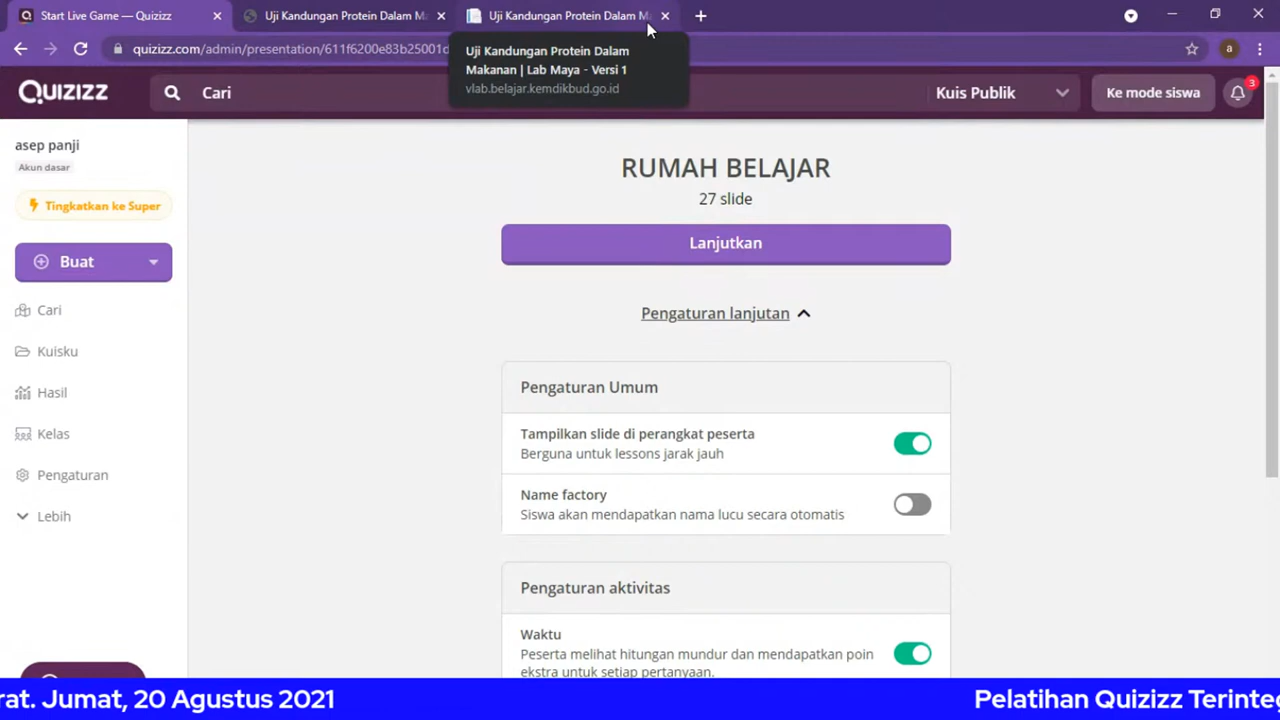 Start Live Game — Quizizz
Uji Kandungan Protein Dalam Ma
Uji Kandungan Protein Dalam M
quizizz.com/admin/presentation/611f6200e83b25001d
a
Uji Kandungan Protein Dalam
Makanan | Lab Maya - Versi 1
vlab.belajar.kemdikbud.go.id
QUIZIZZ
Cari
Kuis Publik
Ke mode siswa
3
asep panji
Akun dasar
Tingkatkan ke Super
Buat
Cari
Kuisku
Hasil
Kelas
Pengaturan
Lebih
RUMAH BELAJAR
27 slide
Lanjutkan
Pengaturan lanjutan
Pengaturan Umum
Tampilkan slide di perangkat peserta
Berguna untuk lessons jarak jauh
Name factory
Siswa akan mendapatkan nama lucu secara otomatis
Pengaturan aktivitas
Waktu
Peserta melihat hitungan mundur dan mendapatkan poin
ekstra untuk setiap pertanyaan.
rat. Jumat, 20 Agustus 2021
Pelatihan Quizizz Terinteg